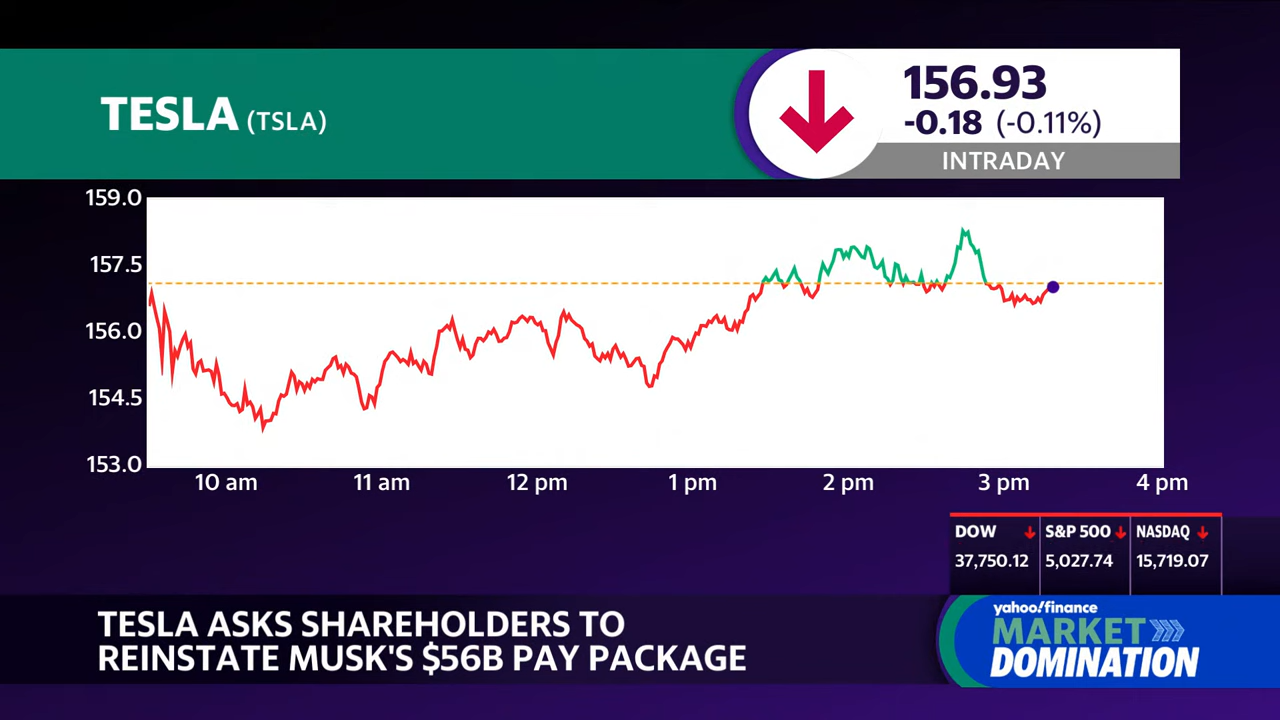 TESLA (TSLA)
156.93
-0.18 (-0.11%)
INTRADAY
159.0
157.5
156.0
154.5
153.0
10 am 11 am 12 pm 1 pm 2 pm 3 pm 4 pm
DOW S&P 500 NASDAQ
37,750.12 5,027.74 15,719.07
TESLA ASKS SHAREHOLDERS TO
REINSTATE MUSK'S $56B PAY PACKAGE
yahoo!finance
MARKET
DOMINATION